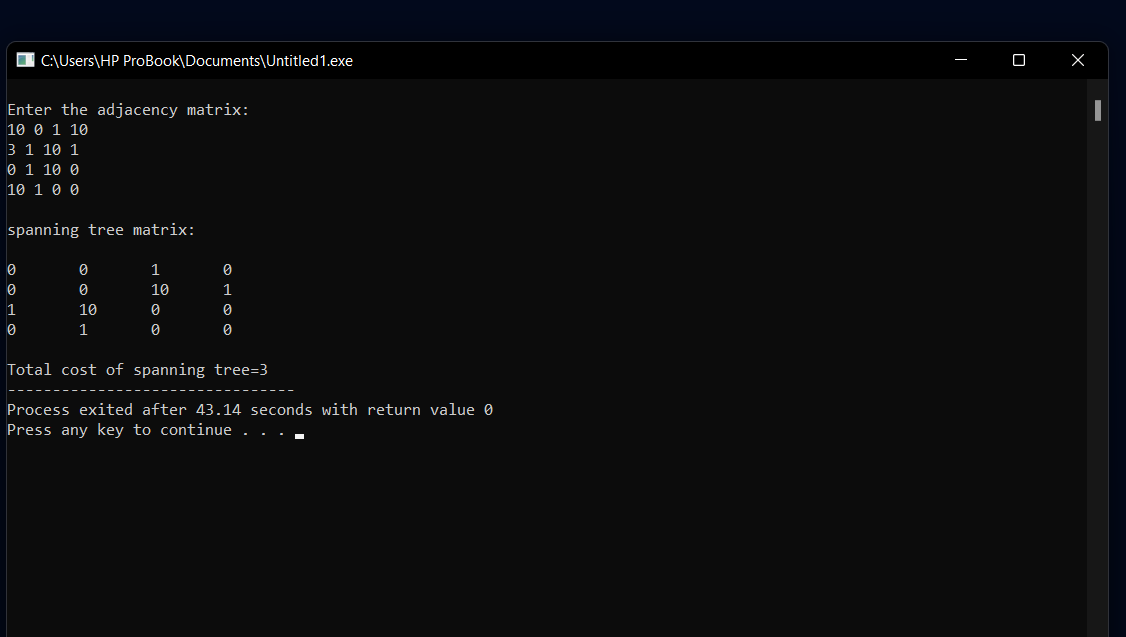 C:\Users\HP ProBook\Documents\Untitled1.exe
Enter the adjacency matrix:
10 0 1 10
3 1 10 1
0 1 10 0
10 1 0 0
spanning tree matrix:
0 0 1 0
0 0 10 1
1 10 0 0
0 1 0 0
Total cost of spanning tree=3
--------------------------------
Process exited after 43.14 seconds with return value 0
Press any key to continue . . .